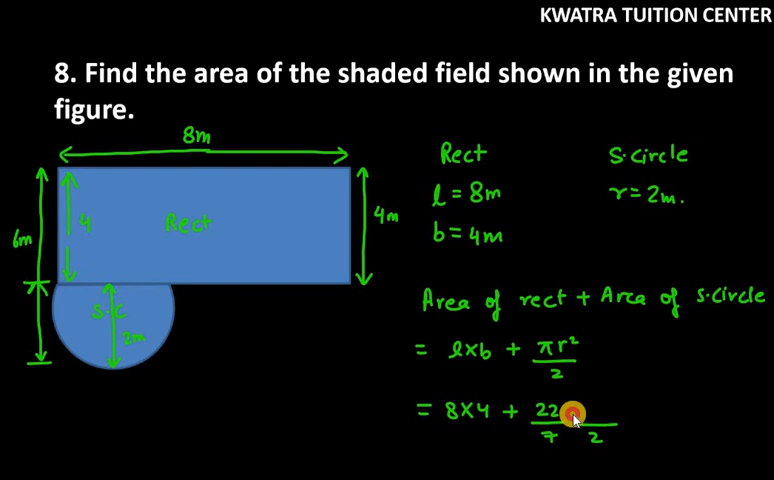 KWATRA TUITION CENTER
8. Find the area of the shaded field shown in the given
figure.
8m
Rect
S.circle
l = 8m
r = 2m.
b = 4m
6m
4
Rect
4m
S.C
2m
Area of rect + Area of s.circle
= l×b + πr²/2
= 8×4 + 22/7 /2